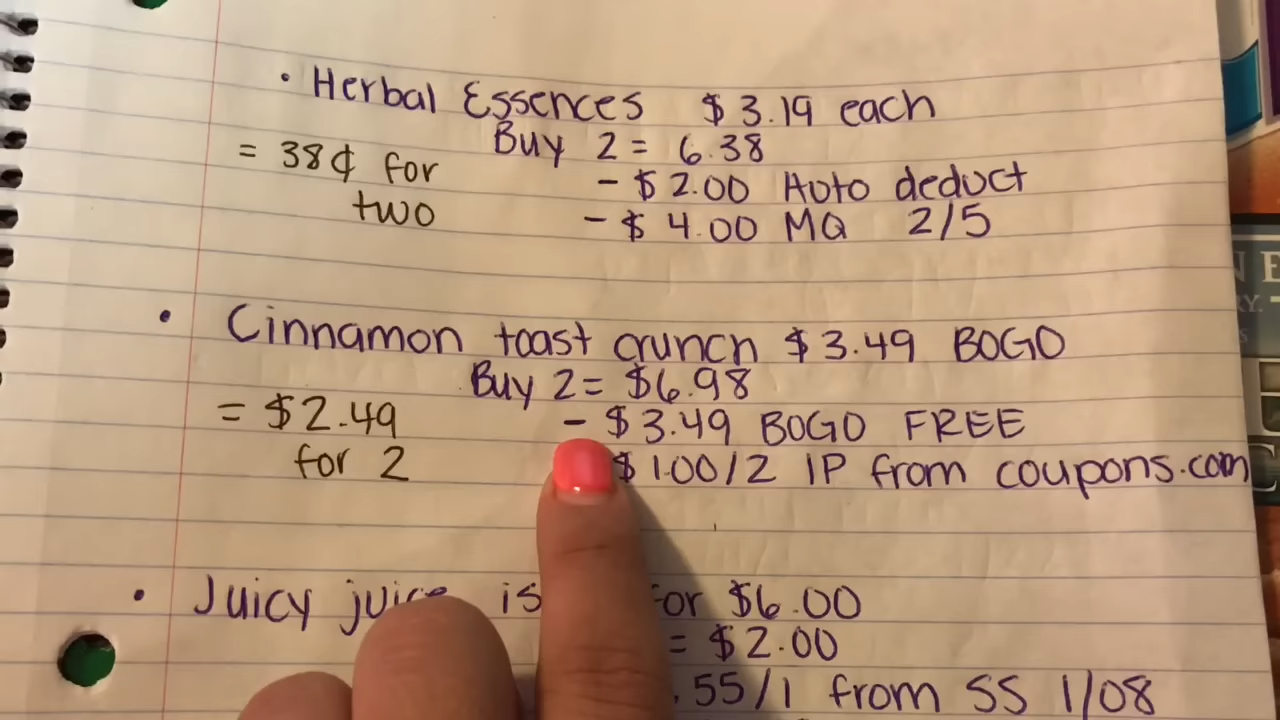 • Herbal Essences $3.19 each
Buy 2 = 6.38
= 38¢ for two
- $2.00 Auto deduct
- $4.00 MQ 2/5
• Cinnamon toast crunch $3.49 BOGO
Buy 2 = $6.98
= $2.49 for 2
- $3.49 BOGO FREE
$1.00/2 IP from coupons.com
• Juicy juice is for $6.00
= $2.00
.55/1 from SS 1/08